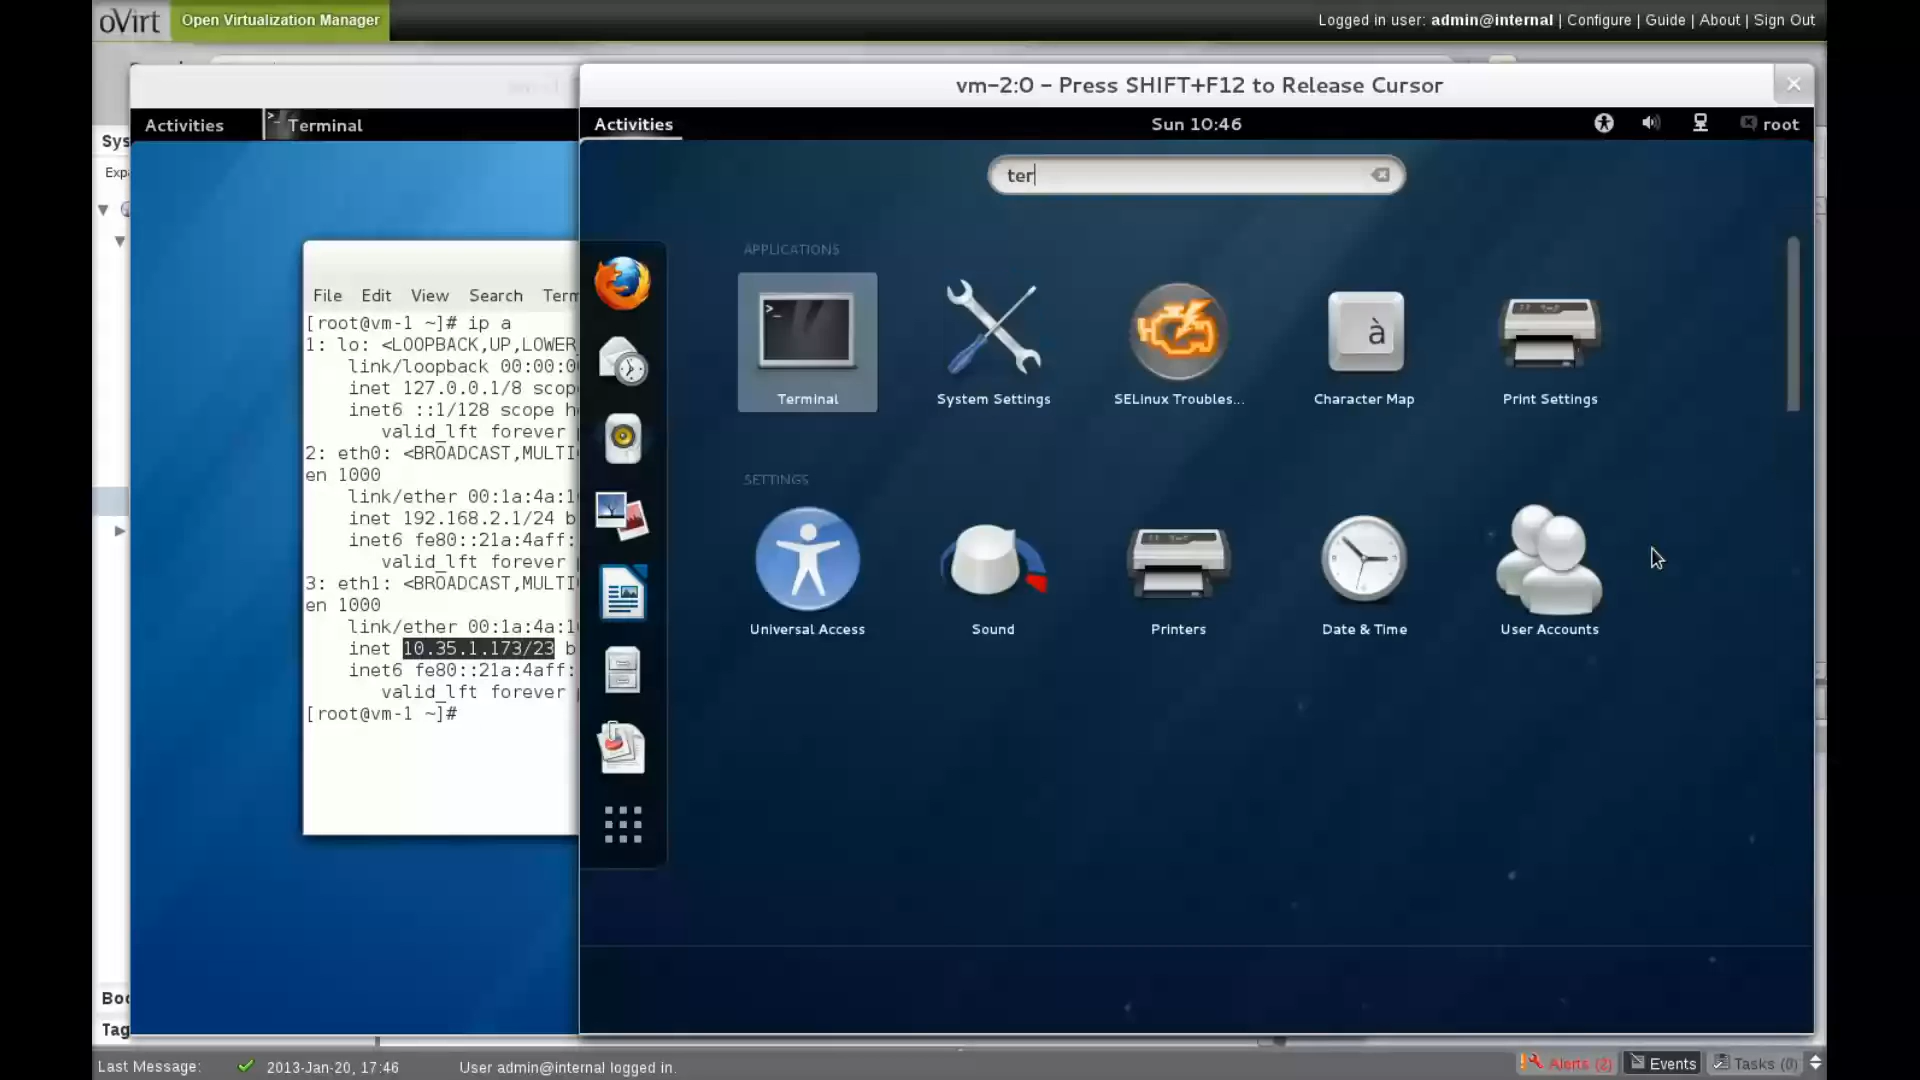 oVirt Open Virtualization Manager
Logged in user: admin@internal | Configure | Guide | About | Sign Out
vm-2:0 - Press SHIFT+F12 to Release Cursor
Activities
Terminal
Activities
Sun 10:46
root
Sys
Exp
ter
APPLICATIONS
Terminal
System Settings
SELinux Troubles...
Character Map
Print Settings
SETTINGS
Universal Access
Sound
Printers
Date & Time
User Accounts
File Edit View Search Term
[root@vm-1 ~]# ip a
1: lo: <LOOPBACK,UP,LOWER_
link/loopback 00:00:0
inet 127.0.0.1/8 scop
inet6 ::1/128 scope h
valid_lft forever
2: eth0: <BROADCAST,MULTI
en 1000
link/ether 00:1a:4a:1
inet 192.168.2.1/24 b
inet6 fe80::21a:4aff:
valid_lft forever
3: eth1: <BROADCAST,MULTI
en 1000
link/ether 00:1a:4a:1
inet 10.35.1.173/23 b
inet6 fe80::21a:4aff:
valid_lft forever
[root@vm-1 ~]#
Boo
Tag
Last Message:
2013-Jan-20, 17:46
User admin@internal logged in.
Alerts (2)
Events
Tasks (0)